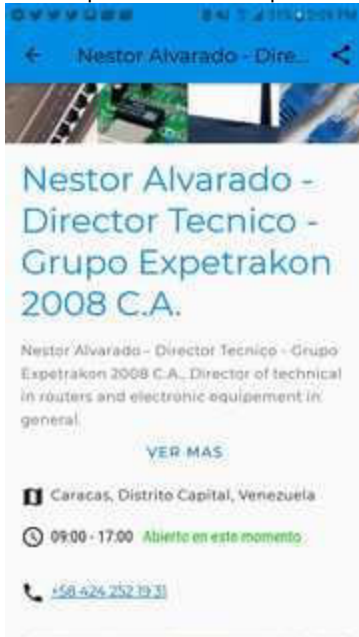 Nestor Alvarado - Dire...
Nestor Alvarado -
Director Tecnico -
Grupo Expetrakon
2008 C.A.
Nestor Alvarado - Director Tecnico - Grupo
Expetrakon 2008 C.A., Director of technical
in routers and electronic equipement in
general.
VER MAS
Caracas, Distrito Capital, Venezuela
09:00 - 17:00 Abierto en este momento
+58 424 252 19 31